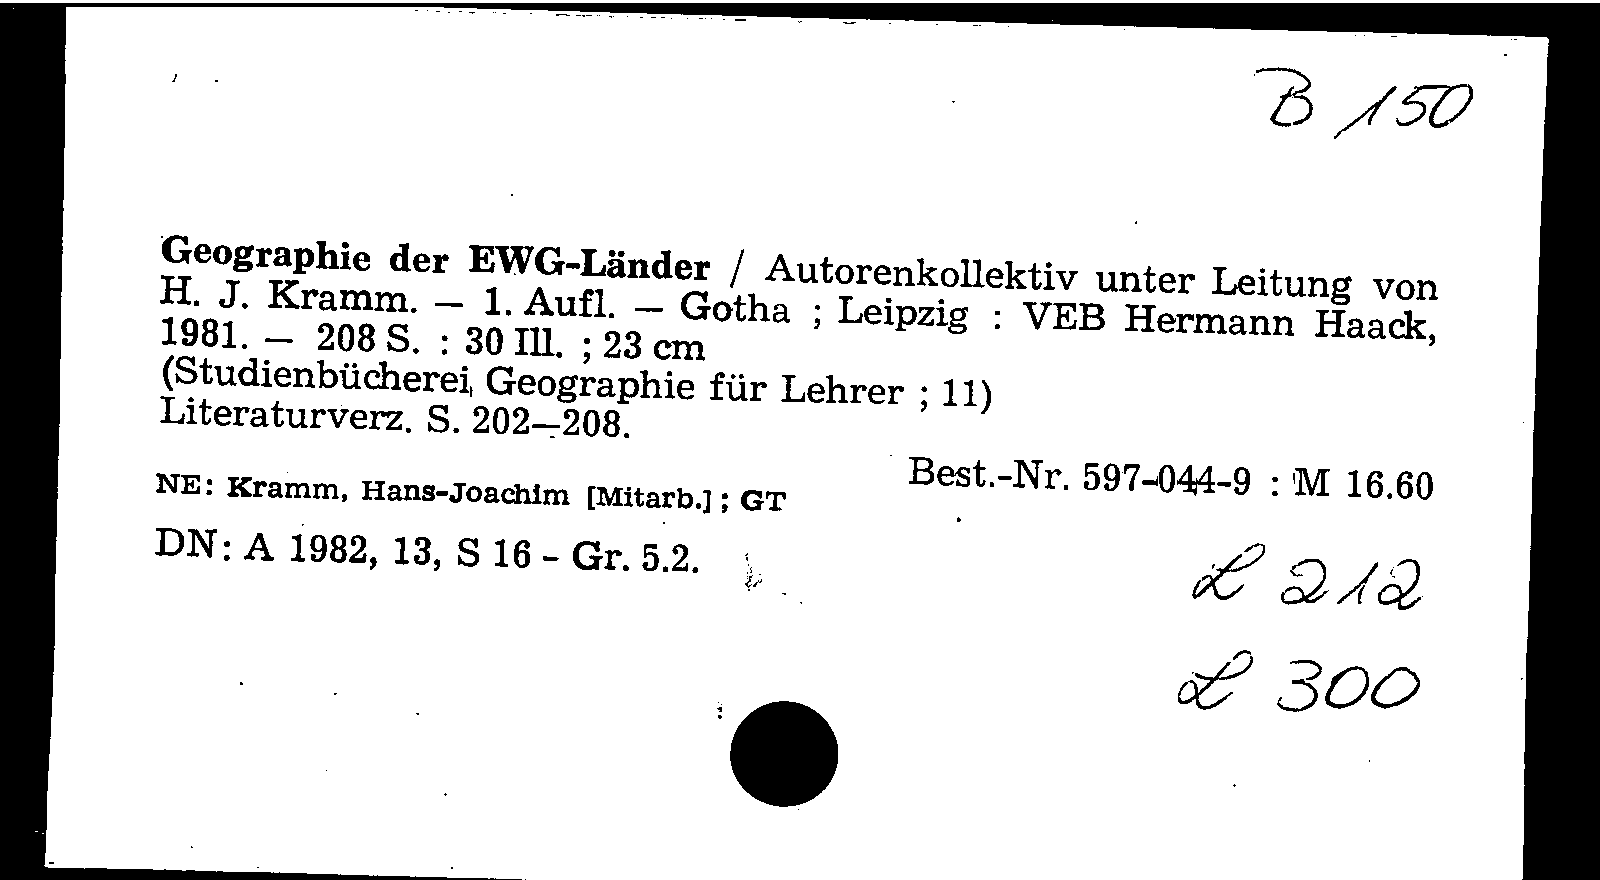 B 150
Geographie der EWG-Länder / Autorenkollektiv unter Leitung von
H. J. Kramm. — 1. Aufl. — Gotha ; Leipzig : VEB Hermann Haack,
1981. — 208 S. : 30 Ill. ; 23 cm
(Studienbücherei, Geographie für Lehrer ; 11)
Literaturverz. S. 202—208.
Best.-Nr. 597-044-9 : M 16.60
NE: Kramm, Hans-Joachim [Mitarb.] ; GT
DN: A 1982, 13, S 16 - Gr. 5.2.
L 212
L 300